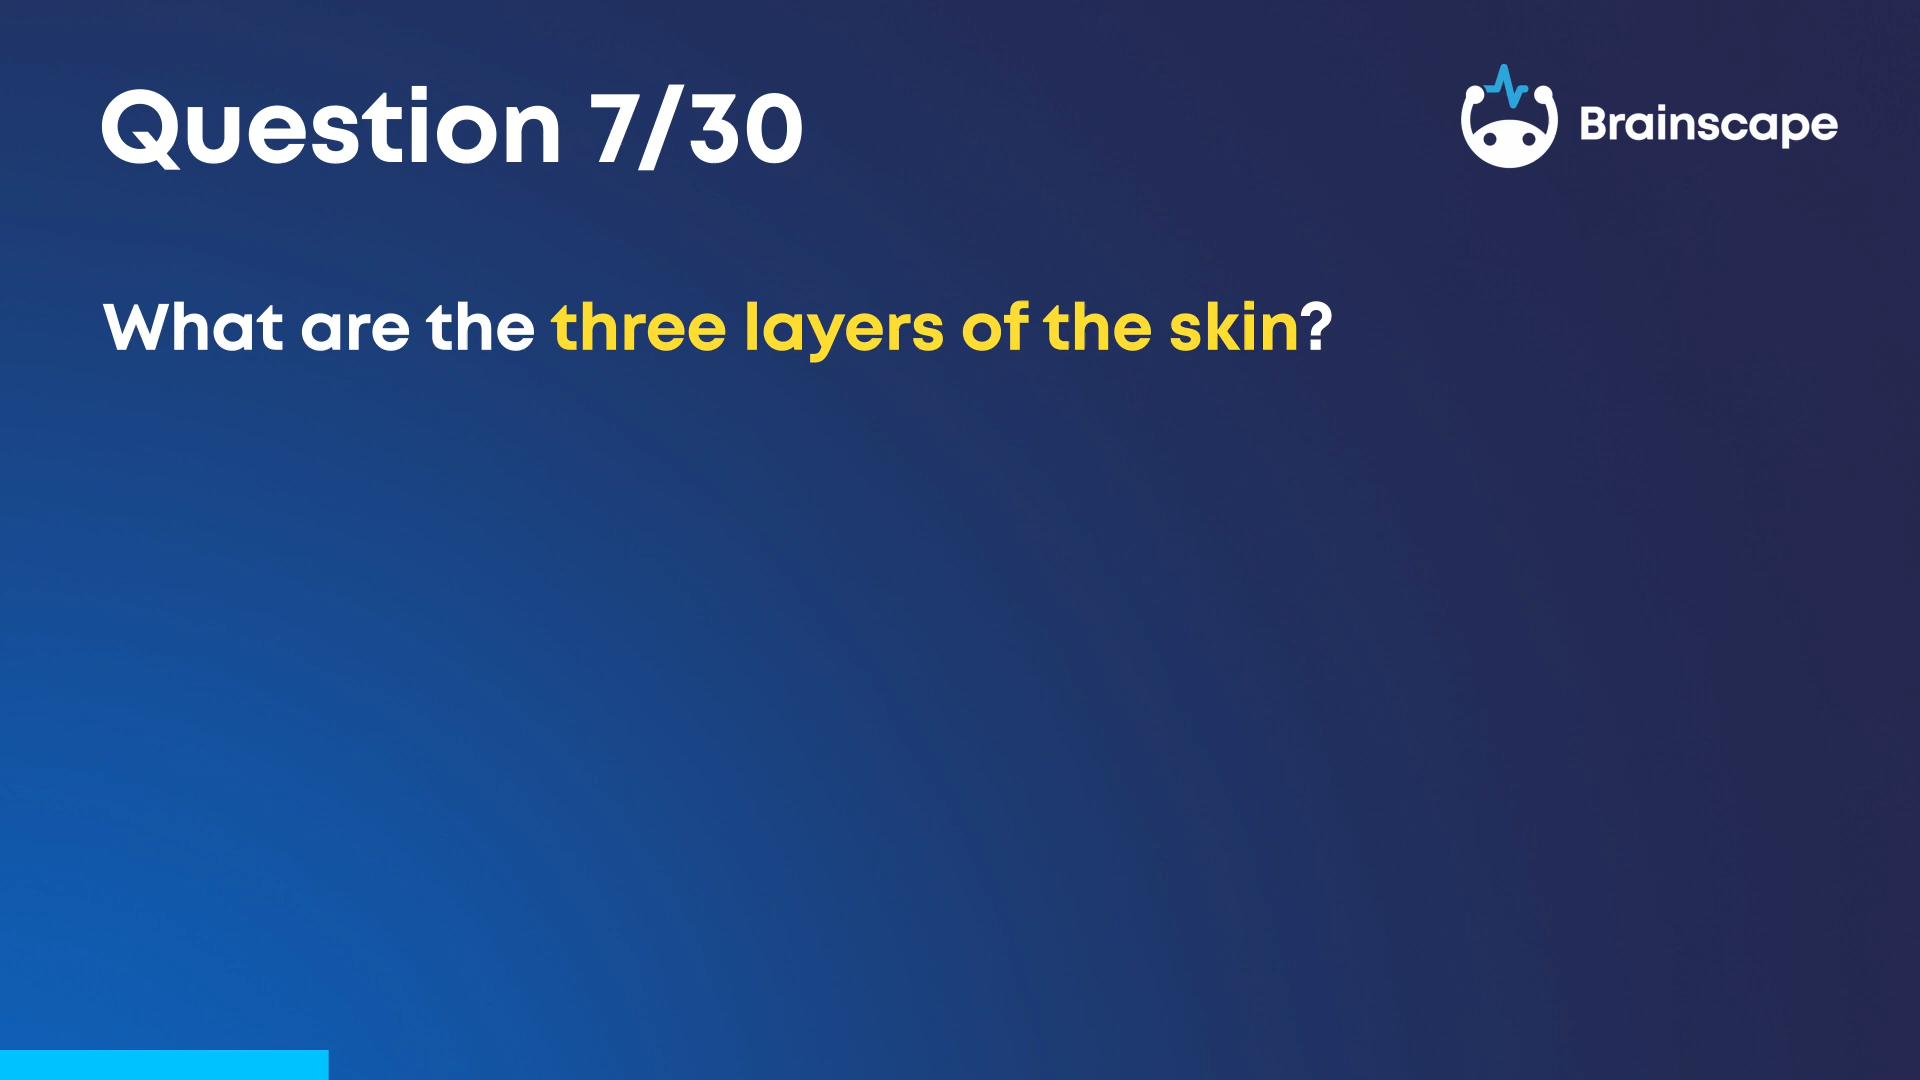 Question 7/30
Brainscape
What are the three layers of the skin?